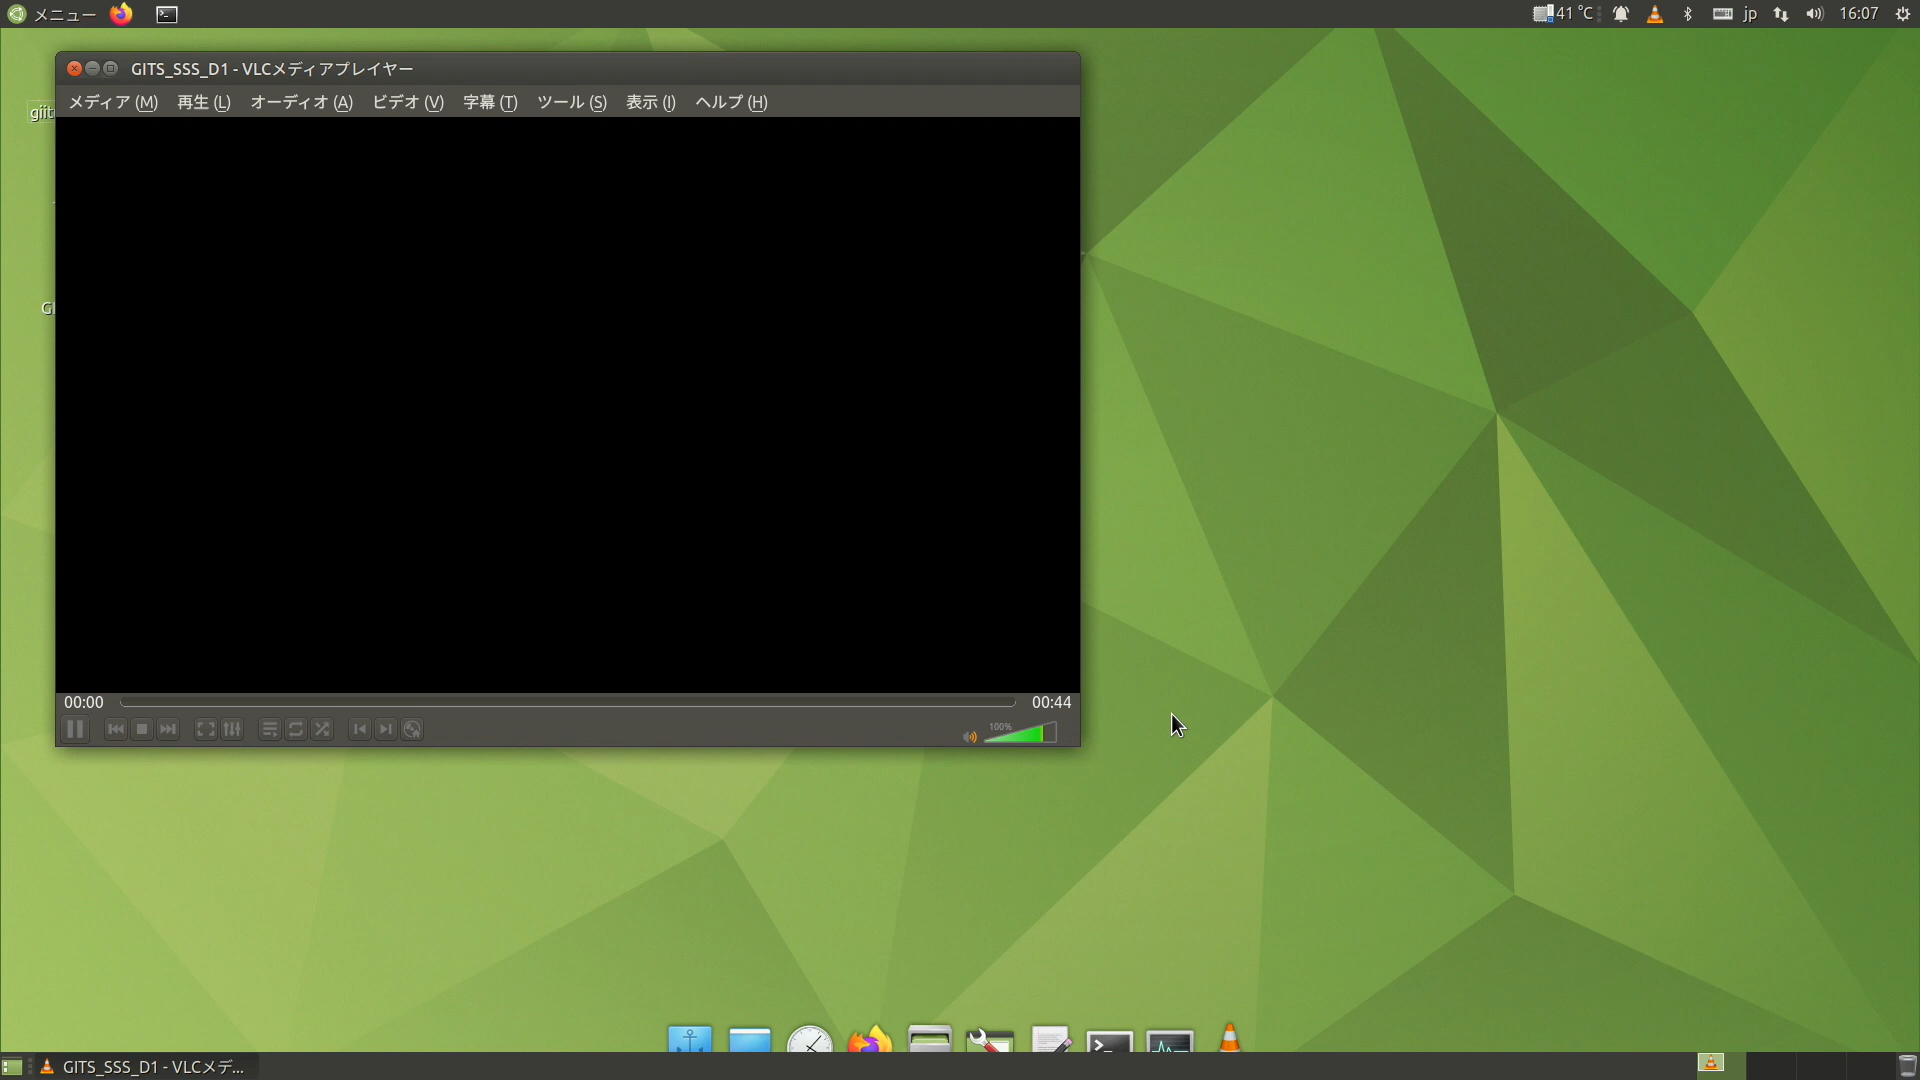 メニュー
41 ℃
jp
16:07
GITS_SSS_D1 - VLCメディアプレイヤー
メディア (M) 再生 (L) オーディオ (A) ビデオ (V) 字幕 (T) ツール (S) 表示 (I) ヘルプ (H)
00:00
00:44
100%
GITS_SSS_D1 - VLCメデ...